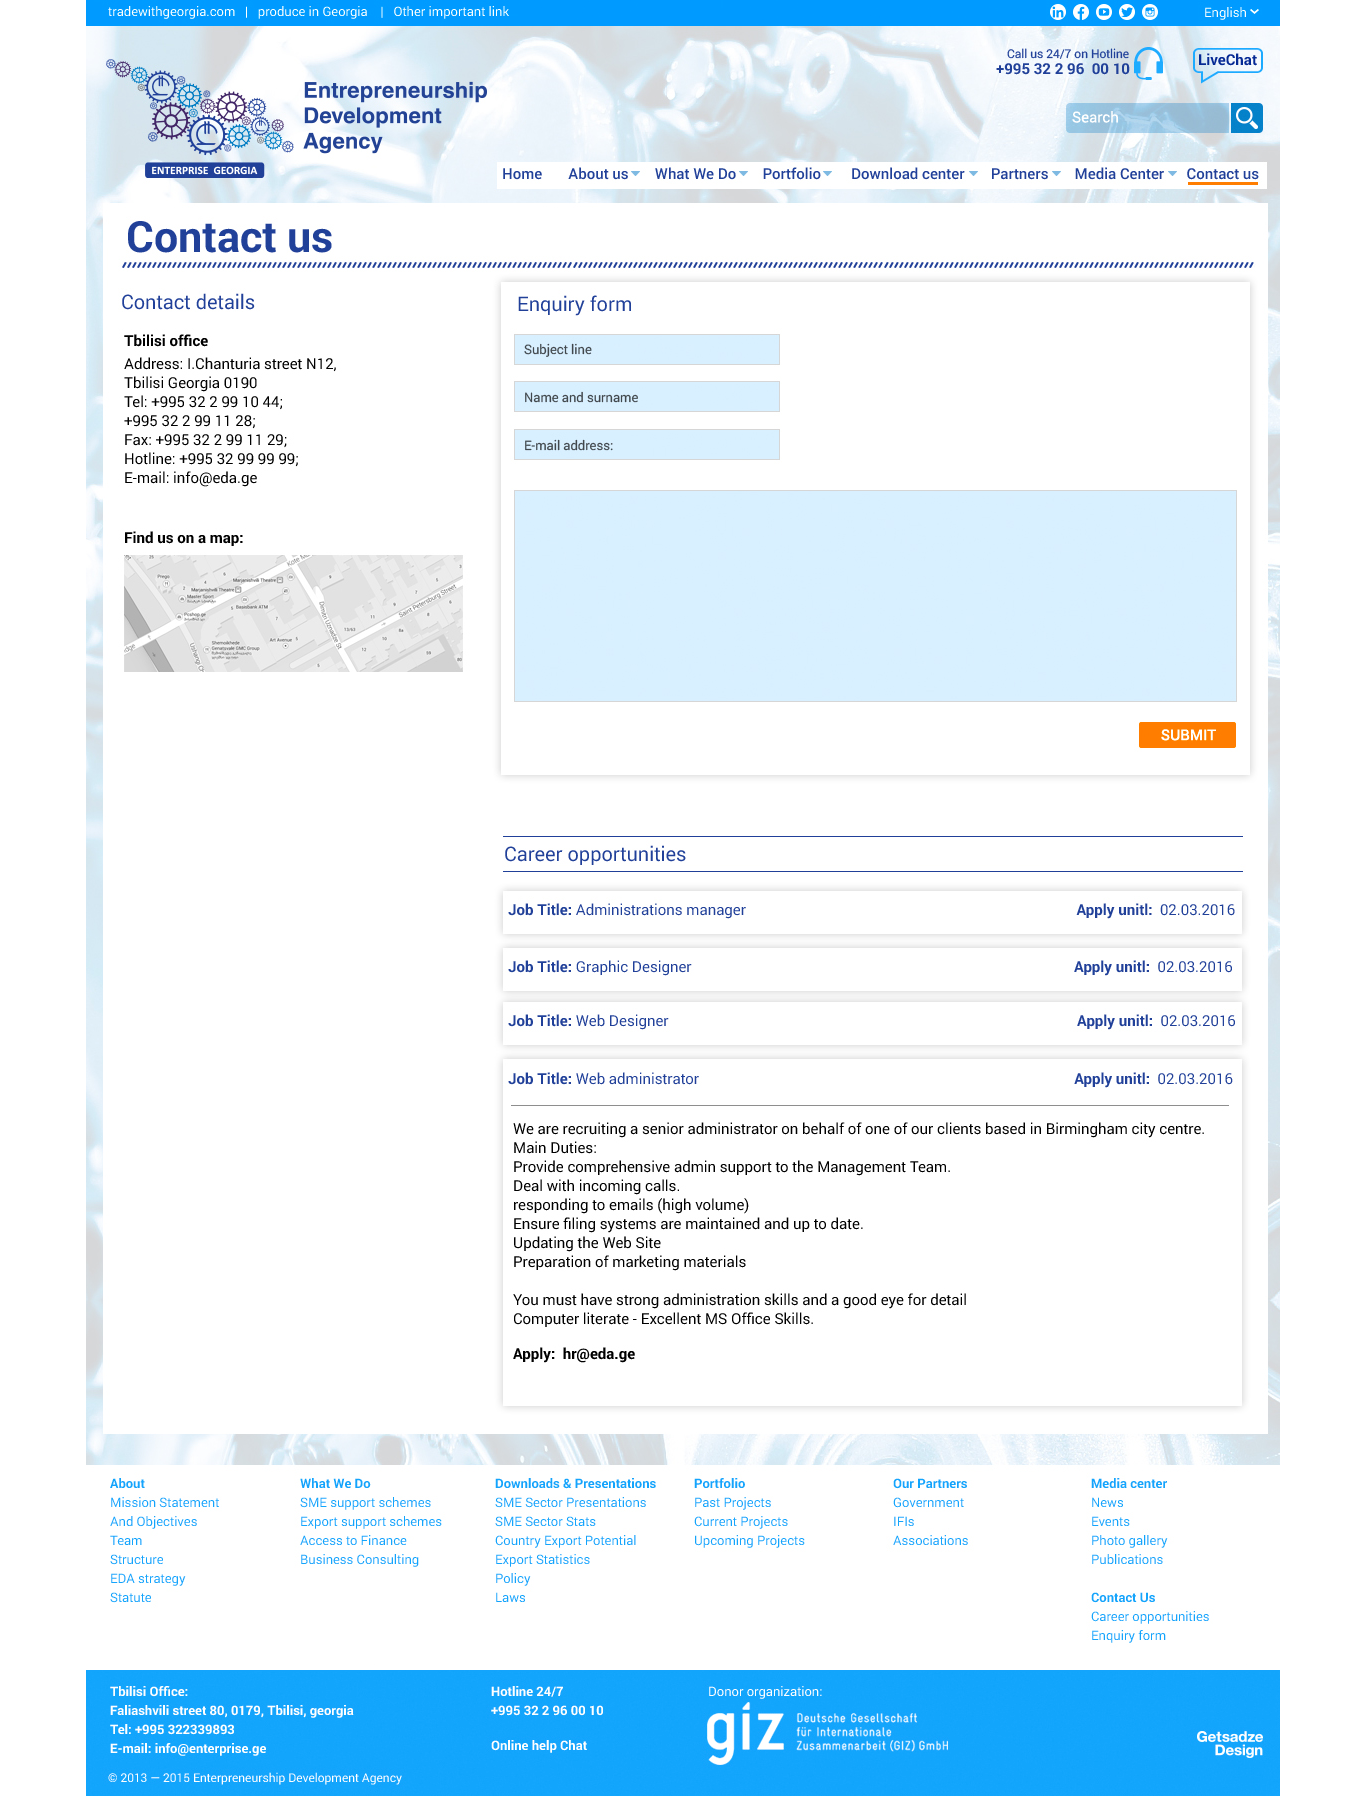 tradewithgeorgia.com | produce in Georgia | Other important link
English
Call us 24/7 on Hotline
+995 32 2 96 00 10
LiveChat
Entrepreneurship
Development
Agency
ENTERPRISE GEORGIA
Search
Home About us What We Do Portfolio Download center Partners Media Center Contact us
Contact us
Contact details
Tbilisi office
Address: I.Chanturia street N12,
Tbilisi Georgia 0190
Tel: +995 32 2 99 10 44;
+995 32 2 99 11 28;
Fax: +995 32 2 99 11 29;
Hotline: +995 32 99 99 99;
E-mail: info@eda.ge
Find us on a map:
Marjanishvili Theatre
Marjanishvili Theatre
Master Sport
Basebank ATM
Poshop.ge
Art Avenue
Saint Petersburg Street
Enquiry form
Subject line
Name and surname
E-mail address:
SUBMIT
Career opportunities
Job Title: Administrations manager Apply unitl: 02.03.2016
Job Title: Graphic Designer Apply unitl: 02.03.2016
Job Title: Web Designer Apply unitl: 02.03.2016
Job Title: Web administrator Apply unitl: 02.03.2016
We are recruiting a senior administrator on behalf of one of our clients based in Birmingham city centre.
Main Duties:
Provide comprehensive admin support to the Management Team.
Deal with incoming calls.
responding to emails (high volume)
Ensure filing systems are maintained and up to date.
Updating the Web Site
Preparation of marketing materials
You must have strong administration skills and a good eye for detail
Computer literate - Excellent MS Office Skills.
Apply: hr@eda.ge
About
Mission Statement
And Objectives
Team
Structure
EDA strategy
Statute
What We Do
SME support schemes
Export support schemes
Access to Finance
Business Consulting
Downloads & Presentations
SME Sector Presentations
SME Sector Stats
Country Export Potential
Export Statistics
Policy
Laws
Portfolio
Past Projects
Current Projects
Upcoming Projects
Our Partners
Government
IFIs
Associations
Media center
News
Events
Photo gallery
Publications
Contact Us
Career opportunities
Enquiry form
Tbilisi Office:
Faliashvili street 80, 0179, Tbilisi, georgia
Tel: +995 322339893
E-mail: info@enterprise.ge
© 2013 — 2015 Enterpreneurship Development Agency
Hotline 24/7
+995 32 2 96 00 10
Online help Chat
Donor organization:
giz
Deutsche Gesellschaft
für Internationale
Zusammenarbeit (GIZ) GmbH
Getsadze
Design